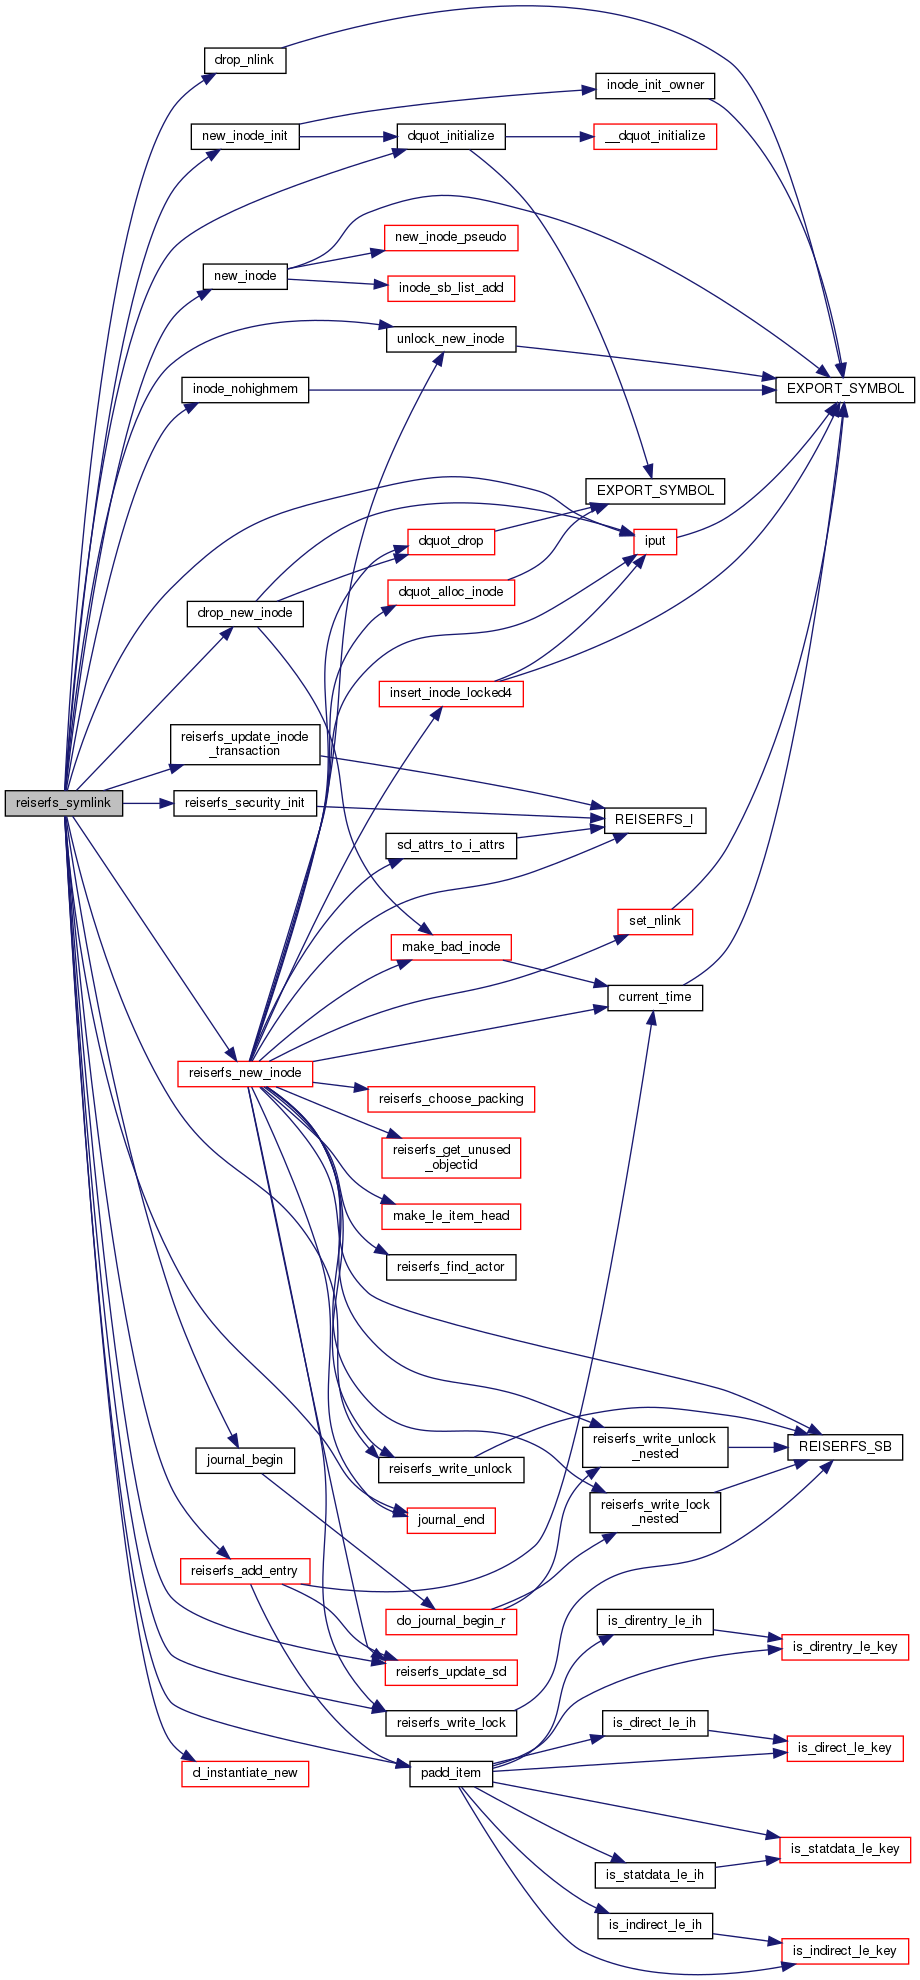 drop_nlink
inode_init_owner
new_inode_init
dquot_initialize
__dquot_initialize
new_inode_pseudo
new_inode
inode_sb_list_add
unlock_new_inode
inode_nohighmem
EXPORT_SYMBOL
EXPORT_SYMBOL
dquot_drop
iput
dquot_alloc_inode
drop_new_inode
insert_inode_locked4
reiserfs_update_inode
_transaction
reiserfs_symlink
reiserfs_security_init
REISERFS_I
sd_attrs_to_i_attrs
set_nlink
make_bad_inode
current_time
reiserfs_new_inode
reiserfs_choose_packing
reiserfs_get_unused
_objectid
make_le_item_head
reiserfs_find_actor
reiserfs_write_unlock
_nested
REISERFS_SB
journal_begin
reiserfs_write_unlock
reiserfs_write_lock
_nested
journal_end
reiserfs_add_entry
do_journal_begin_r
is_direntry_le_ih
is_direntry_le_key
reiserfs_update_sd
reiserfs_write_lock
is_direct_le_ih
is_direct_le_key
d_instantiate_new
padd_item
is_statdata_le_key
is_statdata_le_ih
is_indirect_le_ih
is_indirect_le_key